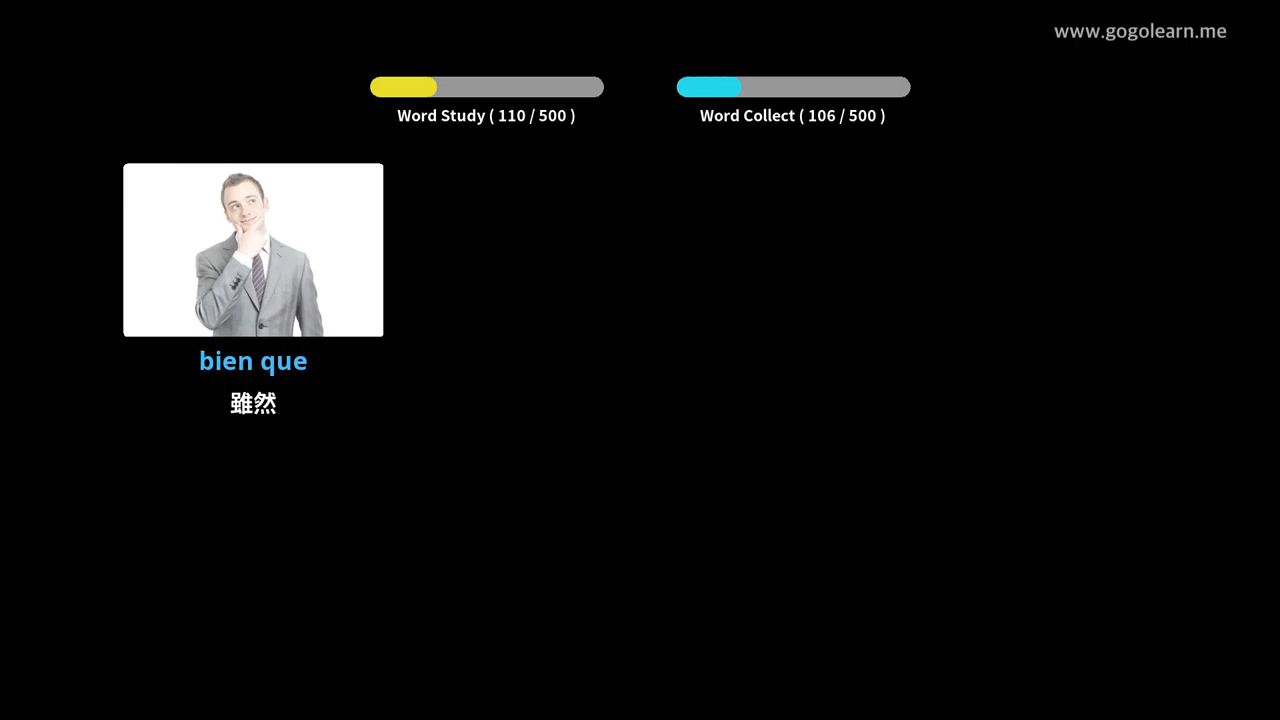 www.gogolearn.me
Word Study ( 110 / 500 )
Word Collect ( 106 / 500 )
bien que
雖然